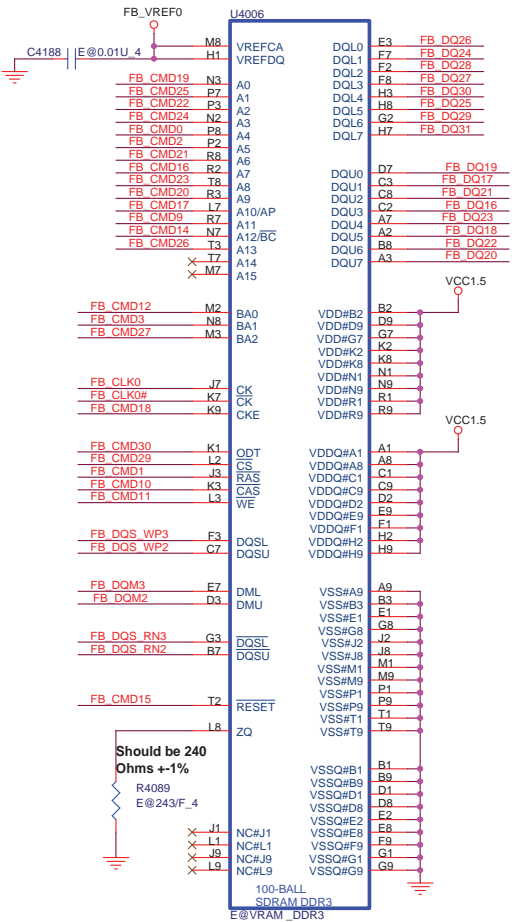 FB_VREF0
U4006
C4188 E@0.01U_4
M8 VREFCA
H1 VREFDQ
FB_CMD19 N3 A0
FB_CMD25 P7 A1
FB_CMD22 P3 A2
FB_CMD24 N2 A3
FB_CMD0 P8 A4
FB_CMD2 P2 A5
FB_CMD21 R8 A6
FB_CMD16 R2 A7
FB_CMD23 T8 A8
FB_CMD20 R3 A9
FB_CMD17 L7 A10/AP
FB_CMD9 R7 A11
FB_CMD14 N7 A12/BC
FB_CMD26 T3 A13
T7 A14
M7 A15
FB_CMD12 M2 BA0
FB_CMD3 N8 BA1
FB_CMD27 M3 BA2
FB_CLK0 J7 CK
FB_CLK0# K7 CK
FB_CMD18 K9 CKE
FB_CMD30 K1 ODT
FB_CMD29 L2 CS
FB_CMD1 J3 RAS
FB_CMD10 K3 CAS
FB_CMD11 L3 WE
FB_DQS_WP3 F3 DQSL
FB_DQS_WP2 C7 DQSU
FB_DQM3 E7 DML
FB_DQM2 D3 DMU
FB_DQS_RN3 G3 DQSL
FB_DQS_RN2 B7 DQSU
FB_CMD15 T2 RESET
L8 ZQ
Should be 240
Ohms +-1%
R4089
E@243/F_4
J1 NC#J1
L1 NC#L1
J9 NC#J9
L9 NC#L9
DQL0 E3 FB_DQ26
DQL1 F7 FB_DQ24
DQL2 F2 FB_DQ28
DQL3 F8 FB_DQ27
DQL4 H3 FB_DQ30
DQL5 H8 FB_DQ25
DQL6 G2 FB_DQ29
DQL7 H7 FB_DQ31
DQU0 D7 FB_DQ19
DQU1 C3 FB_DQ17
DQU2 C8 FB_DQ21
DQU3 C2 FB_DQ16
DQU4 A7 FB_DQ23
DQU5 A2 FB_DQ18
DQU6 B8 FB_DQ22
DQU7 A3 FB_DQ20
VCC1.5
VDD#B2 B2
VDD#D9 D9
VDD#G7 G7
VDD#K2 K2
VDD#K8 K8
VDD#N1 N1
VDD#N9 N9
VDD#R1 R1
VDD#R9 R9
VCC1.5
VDDQ#A1 A1
VDDQ#A8 A8
VDDQ#C1 C1
VDDQ#C9 C9
VDDQ#D2 D2
VDDQ#E9 E9
VDDQ#F1 F1
VDDQ#H2 H2
VDDQ#H9 H9
VSS#A9 A9
VSS#B3 B3
VSS#E1 E1
VSS#G8 G8
VSS#J2 J2
VSS#J8 J8
VSS#M1 M1
VSS#M9 M9
VSS#P1 P1
VSS#P9 P9
VSS#T1 T1
VSS#T9 T9
VSSQ#B1 B1
VSSQ#B9 B9
VSSQ#D1 D1
VSSQ#D8 D8
VSSQ#E2 E2
VSSQ#E8 E8
VSSQ#F9 F9
VSSQ#G1 G1
VSSQ#G9 G9
100-BALL
SDRAM DDR3
E@VRAM _DDR3